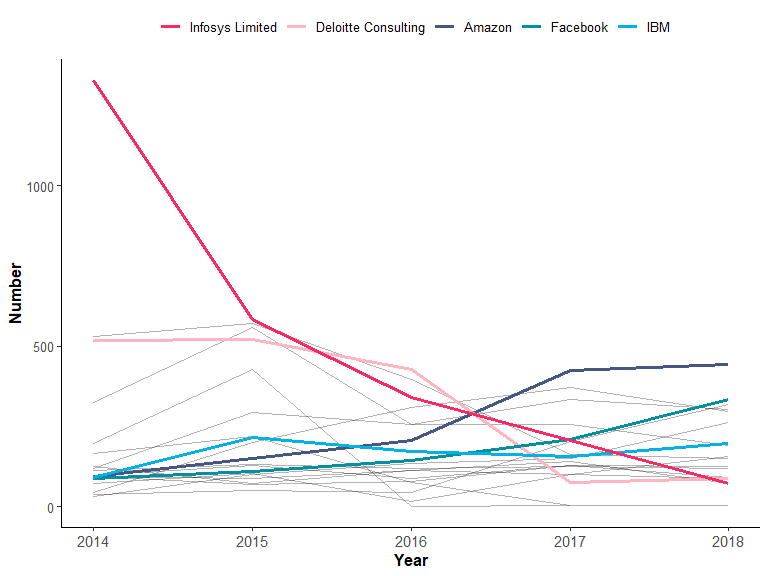 Infosys Limited Deloitte Consulting Amazon Facebook IBM
Number
1000
500
0
2014 2015 2016 2017 2018
Year